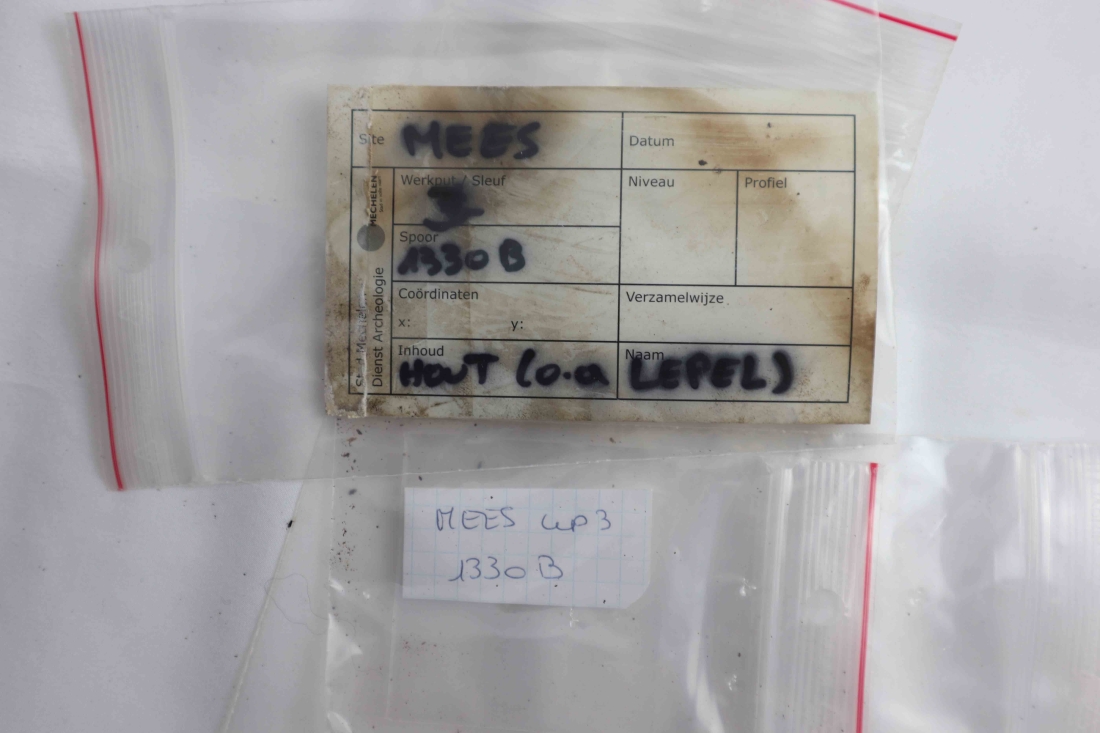 Site MEES
Datum
Werkput / Sleuf
Niveau
Profiel
Spoor
1330 B
Coördinaten
x: y:
Verzamelwijze
Inhoud
Naam
HOUT (o.a LEPEL)
MECHELEN
Stad Mechelen
Dienst Archeologie
MEES wp 3
1330 B